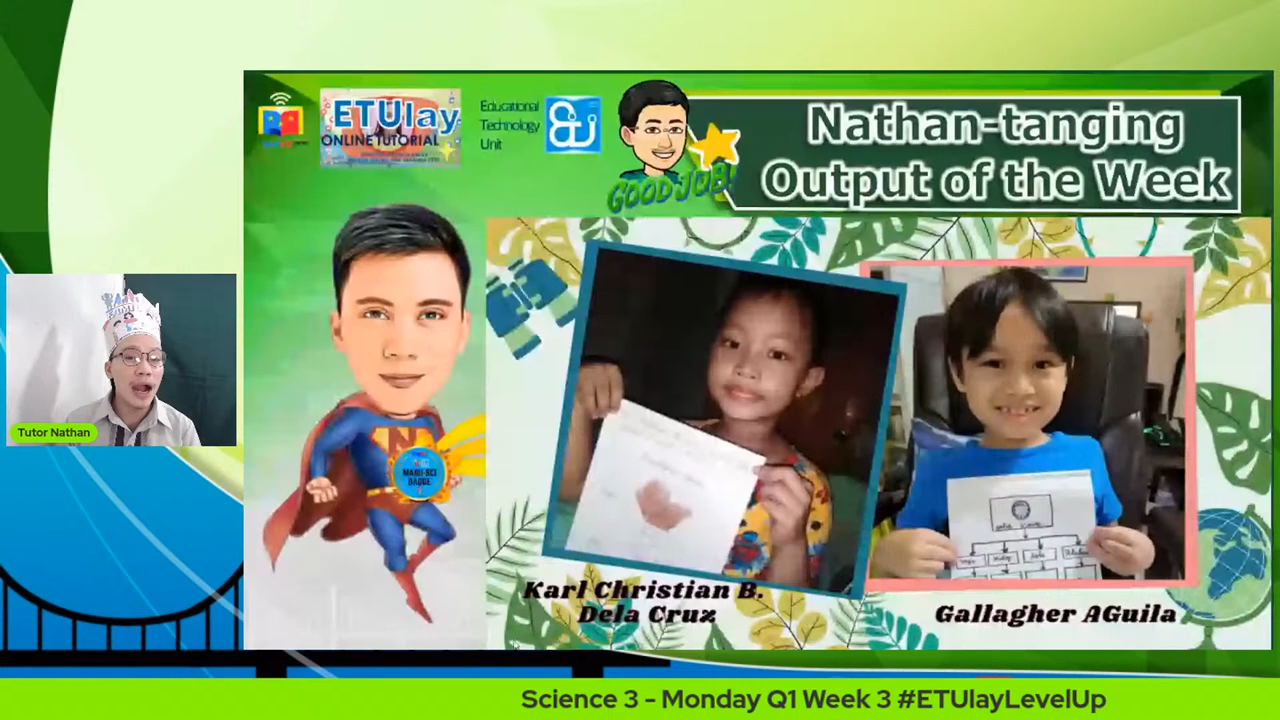 ETUlay
ONLINE TUTORIAL
Educational
Technology
Unit
GOOD JOB!
Nathan-tanging
Output of the Week
Tutor Nathan
N
BADGE
Karl Christian B.
Dela Cruz
Gallagher AGuila
Science 3 - Monday Q1 Week 3 #ETUlayLevelUp